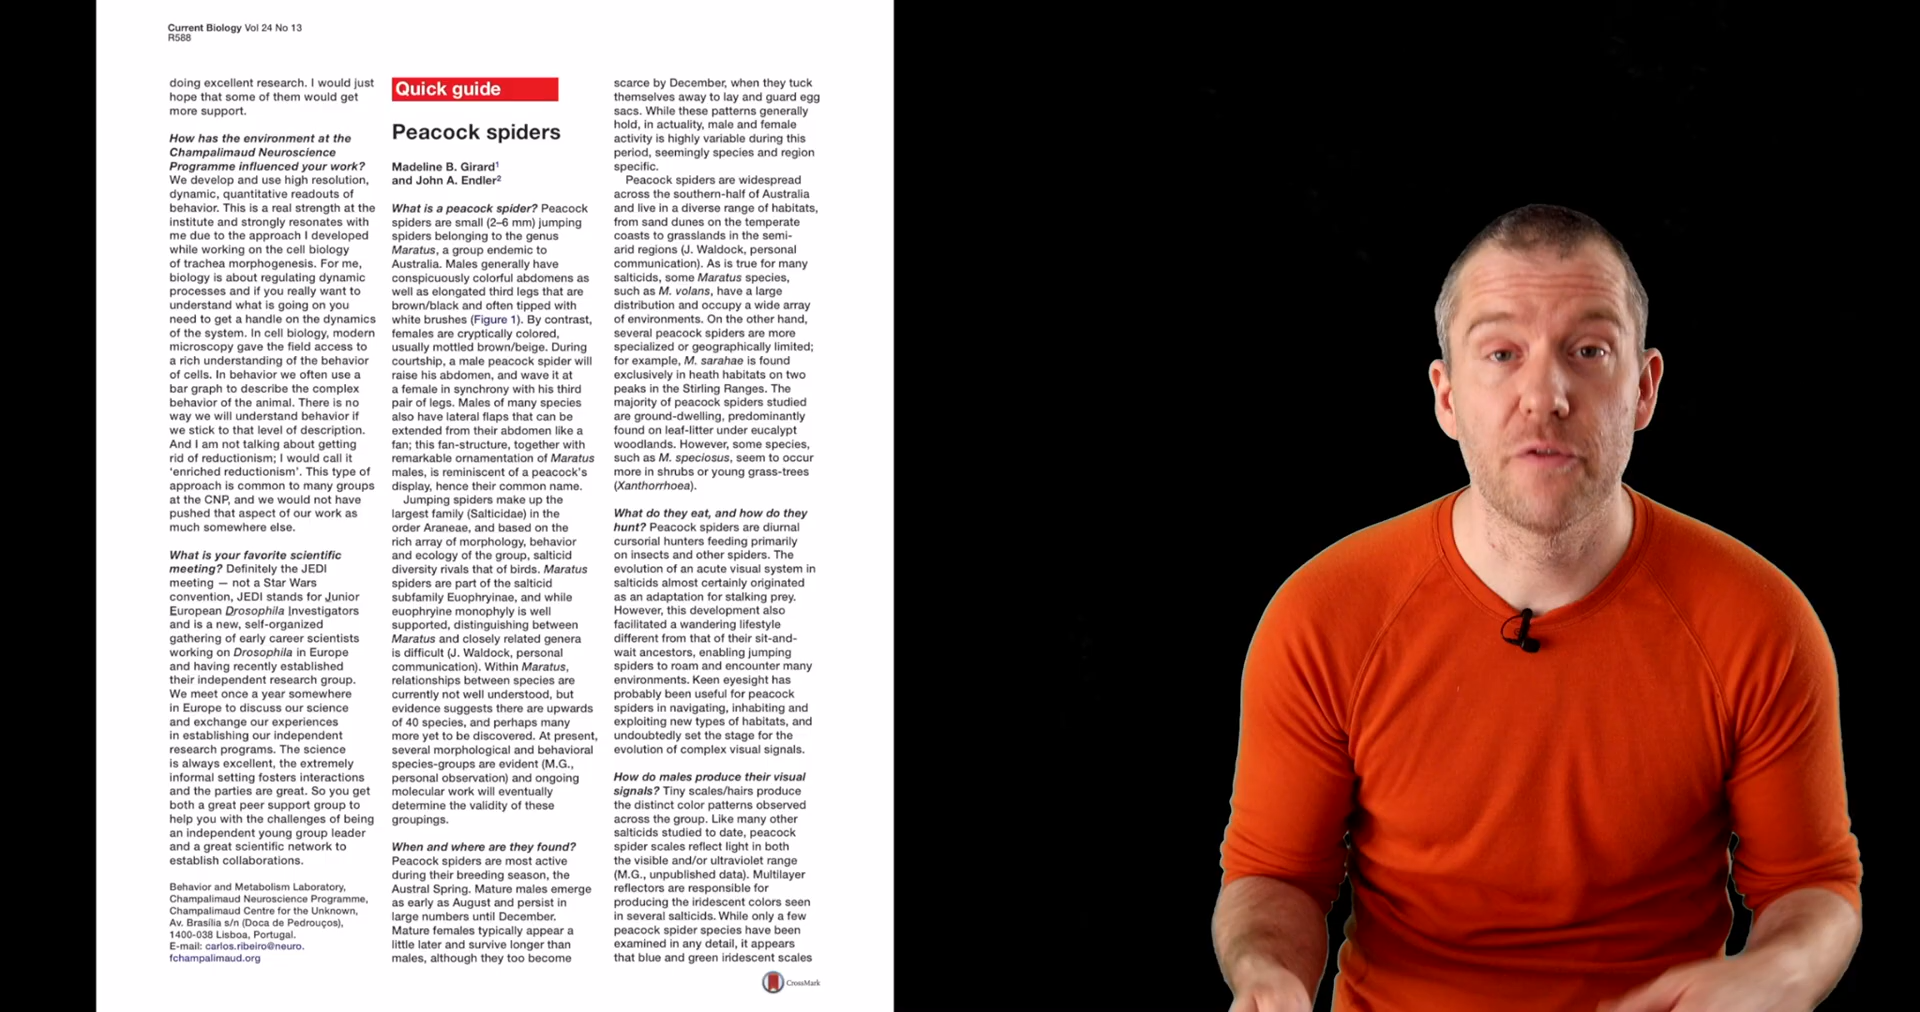 Current Biology Vol 24 No 13
R588
doing excellent research. I would just
hope that some of them would get
more support.
How has the environment at the
Champalimaud Neuroscience
Programme influenced your work?
We develop and use high resolution,
dynamic, quantitative readouts of
behavior. This is a real strength at the
institute and strongly resonates with
me due to the approach I developed
while working on the cell biology
of trachea morphogenesis. For me,
biology is about regulating dynamic
processes and if you really want to
understand what is going on you
need to get a handle on the dynamics
of the system. In cell biology, modern
microscopy gave the field access to
a rich understanding of the behavior
of cells. In behavior we often use a
bar graph to describe the complex
behavior of the animal. There is no
way we will understand behavior if
we stick to that level of description.
And I am not talking about getting
rid of reductionism; I would call it
‘enriched reductionism’. This type of
approach is common to many groups
at the CNP, and we would not have
pushed that aspect of our work as
much somewhere else.
What is your favorite scientific
meeting? Definitely the JEDI
meeting — not a Star Wars
convention, JEDI stands for Junior
European Drosophila Investigators
and is a new, self-organized
gathering of early career scientists
working on Drosophila in Europe
and having recently established
their independent research group.
We meet once a year somewhere
in Europe to discuss our science
and exchange our experiences
in establishing our independent
research programs. The science
is always excellent, the extremely
informal setting fosters interactions
and the parties are great. So you get
both a great peer support group to
help you with the challenges of being
an independent young group leader
and a great scientific network to
establish collaborations.
Behavior and Metabolism Laboratory,
Champalimaud Neuroscience Programme,
Champalimaud Centre for the Unknown,
Av. Brasília s/n (Doca de Pedrouços),
1400-038 Lisboa, Portugal.
E-mail: carlos.ribeiro@neuro.
fchampalimaud.org
Quick guide
Peacock spiders
Madeline B. Girard1
and John A. Endler2
What is a peacock spider? Peacock
spiders are small (2–6 mm) jumping
spiders belonging to the genus
Maratus, a group endemic to
Australia. Males generally have
conspicuously colorful abdomens as
well as elongated third legs that are
brown/black and often tipped with
white brushes (Figure 1). By contrast,
females are cryptically colored,
usually mottled brown/beige. During
courtship, a male peacock spider will
raise his abdomen, and wave it at
a female in synchrony with his third
pair of legs. Males of many species
also have lateral flaps that can be
extended from their abdomen like a
fan; this fan-structure, together with
remarkable ornamentation of Maratus
males, is reminiscent of a peacock's
display, hence their common name.
Jumping spiders make up the
largest family (Salticidae) in the
order Araneae, and based on the
rich array of morphology, behavior
and ecology of the group, salticid
diversity rivals that of birds. Maratus
spiders are part of the salticid
subfamily Euophryinae, and while
euophryine monophyly is well
supported, distinguishing between
Maratus and closely related genera
is difficult (J. Waldock, personal
communication). Within Maratus,
relationships between species are
currently not well understood, but
evidence suggests there are upwards
of 40 species, and perhaps many
more yet to be discovered. At present,
several morphological and behavioral
species-groups are evident (M.G.,
personal observation) and ongoing
molecular work will eventually
determine the validity of these
groupings.
When and where are they found?
Peacock spiders are most active
during their breeding season, the
Austral Spring. Mature males emerge
as early as August and persist in
large numbers until December.
Mature females typically appear a
little later and survive longer than
males, although they too become
scarce by December, when they tuck
themselves away to lay and guard egg
sacs. While these patterns generally
hold, in actuality, male and female
activity is highly variable during this
period, seemingly species and region
specific.
Peacock spiders are widespread
across the southern-half of Australia
and live in a diverse range of habitats,
from sand dunes on the temperate
coasts to grasslands in the semi-
arid regions (J. Waldock, personal
communication). As is true for many
salticids, some Maratus species,
such as M. volans, have a large
distribution and occupy a wide array
of environments. On the other hand,
several peacock spiders are more
specialized or geographically limited;
for example, M. sarahae is found
exclusively in heath habitats on two
peaks in the Stirling Ranges. The
majority of peacock spiders studied
are ground-dwelling, predominantly
found on leaf-litter under eucalypt
woodlands. However, some species,
such as M. speciosus, seem to occur
more in shrubs or young grass-trees
(Xanthorrhoea).
What do they eat, and how do they
hunt? Peacock spiders are diurnal
cursorial hunters feeding primarily
on insects and other spiders. The
evolution of an acute visual system in
salticids almost certainly originated
as an adaptation for stalking prey.
However, this development also
facilitated a wandering lifestyle
different from that of their sit-and-
wait ancestors, enabling jumping
spiders to roam and encounter many
environments. Keen eyesight has
probably been useful for peacock
spiders in navigating, inhabiting and
exploiting new types of habitats, and
undoubtedly set the stage for the
evolution of complex visual signals.
How do males produce their visual
signals? Tiny scales/hairs produce
the distinct color patterns observed
across the group. Like many other
salticids studied to date, peacock
spider scales reflect light in both
the visible and/or ultraviolet range
(M.G., unpublished data). Multilayer
reflectors are responsible for
producing the iridescent colors seen
in several salticids. While only a few
peacock spider species have been
examined in any detail, it appears
that blue and green iridescent scales
CrossMark